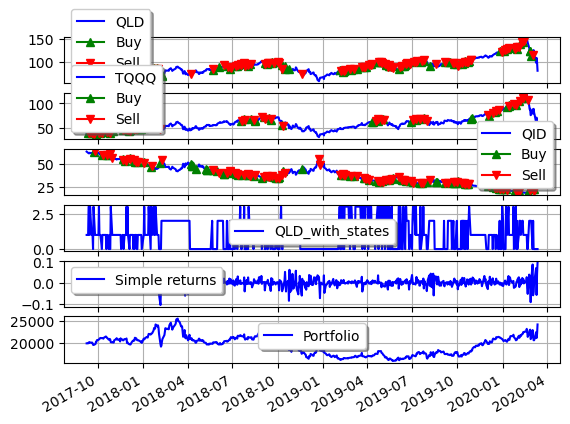 QLD
Buy
Sell
150
100
TQQQ
Buy
Sell
100
50
QID
Buy
Sell
50
25
2.5
0.0
QLD_with_states
0.1
0.0
−0.1
Simple returns
25000
20000
Portfolio
2017-10
2018-01
2018-04
2018-07
2018-10
2019-01
2019-04
2019-07
2019-10
2020-01
2020-04